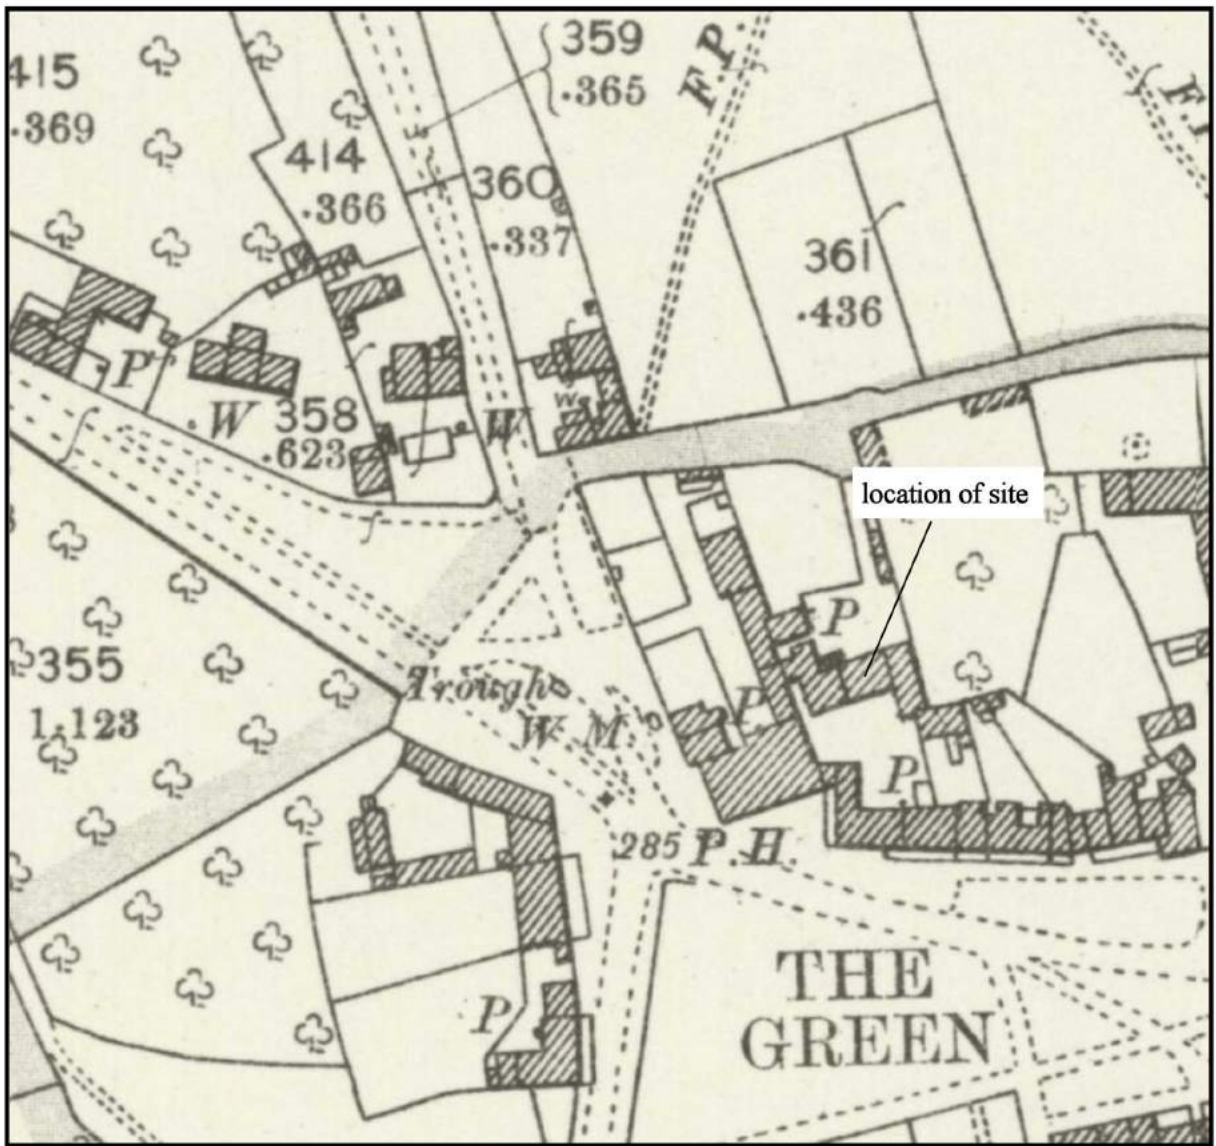 415
.369
414
.366
359
.365
F.P.
360
.337
361
.436
P
W
358
.623
W
W
location of site
355
1.123
Trough
W M
P
P
P
285 P.H.
THE
GREEN
P